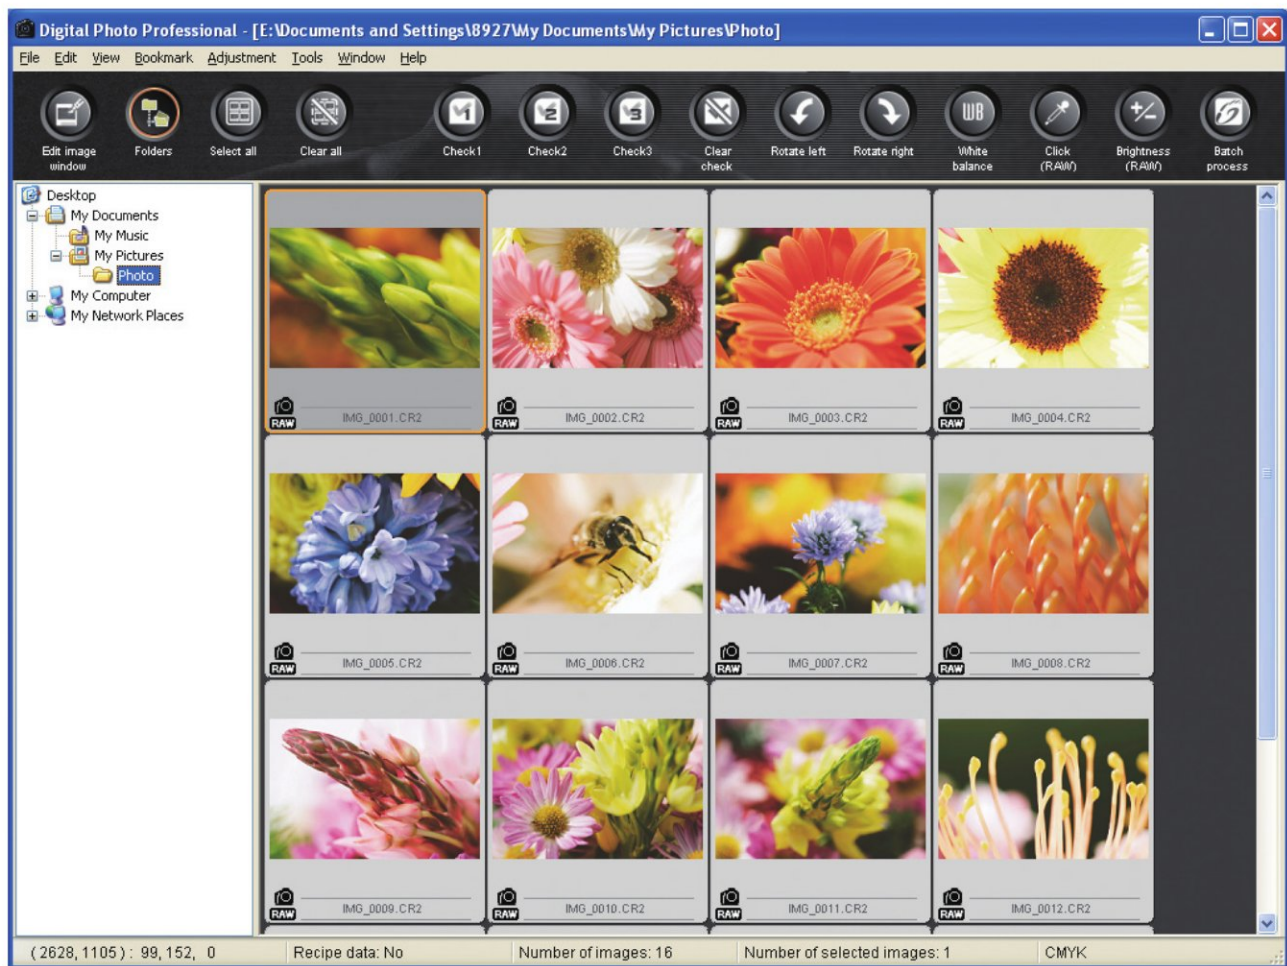 Digital Photo Professional - [E:\Documents and Settings\8927\My Documents\My Pictures\Photo]
File Edit View Bookmark Adjustment Tools Window Help
1 2 3 WB +/-
Edit image window Folders Select all Clear all Check1 Check2 Check3 Clear check Rotate left Rotate right White balance Click (RAW) Brightness (RAW) Batch process
Desktop
My Documents
My Music
My Pictures
Photo
My Computer
My Network Places
RAW IMG_0001.CR2 RAW IMG_0002.CR2 RAW IMG_0003.CR2 RAW IMG_0004.CR2
RAW IMG_0005.CR2 RAW IMG_0006.CR2 RAW IMG_0007.CR2 RAW IMG_0008.CR2
RAW IMG_0009.CR2 RAW IMG_0010.CR2 RAW IMG_0011.CR2 RAW IMG_0012.CR2
(2628,1105) : 99,152, 0 Recipe data: No Number of images: 16 Number of selected images: 1 CMYK